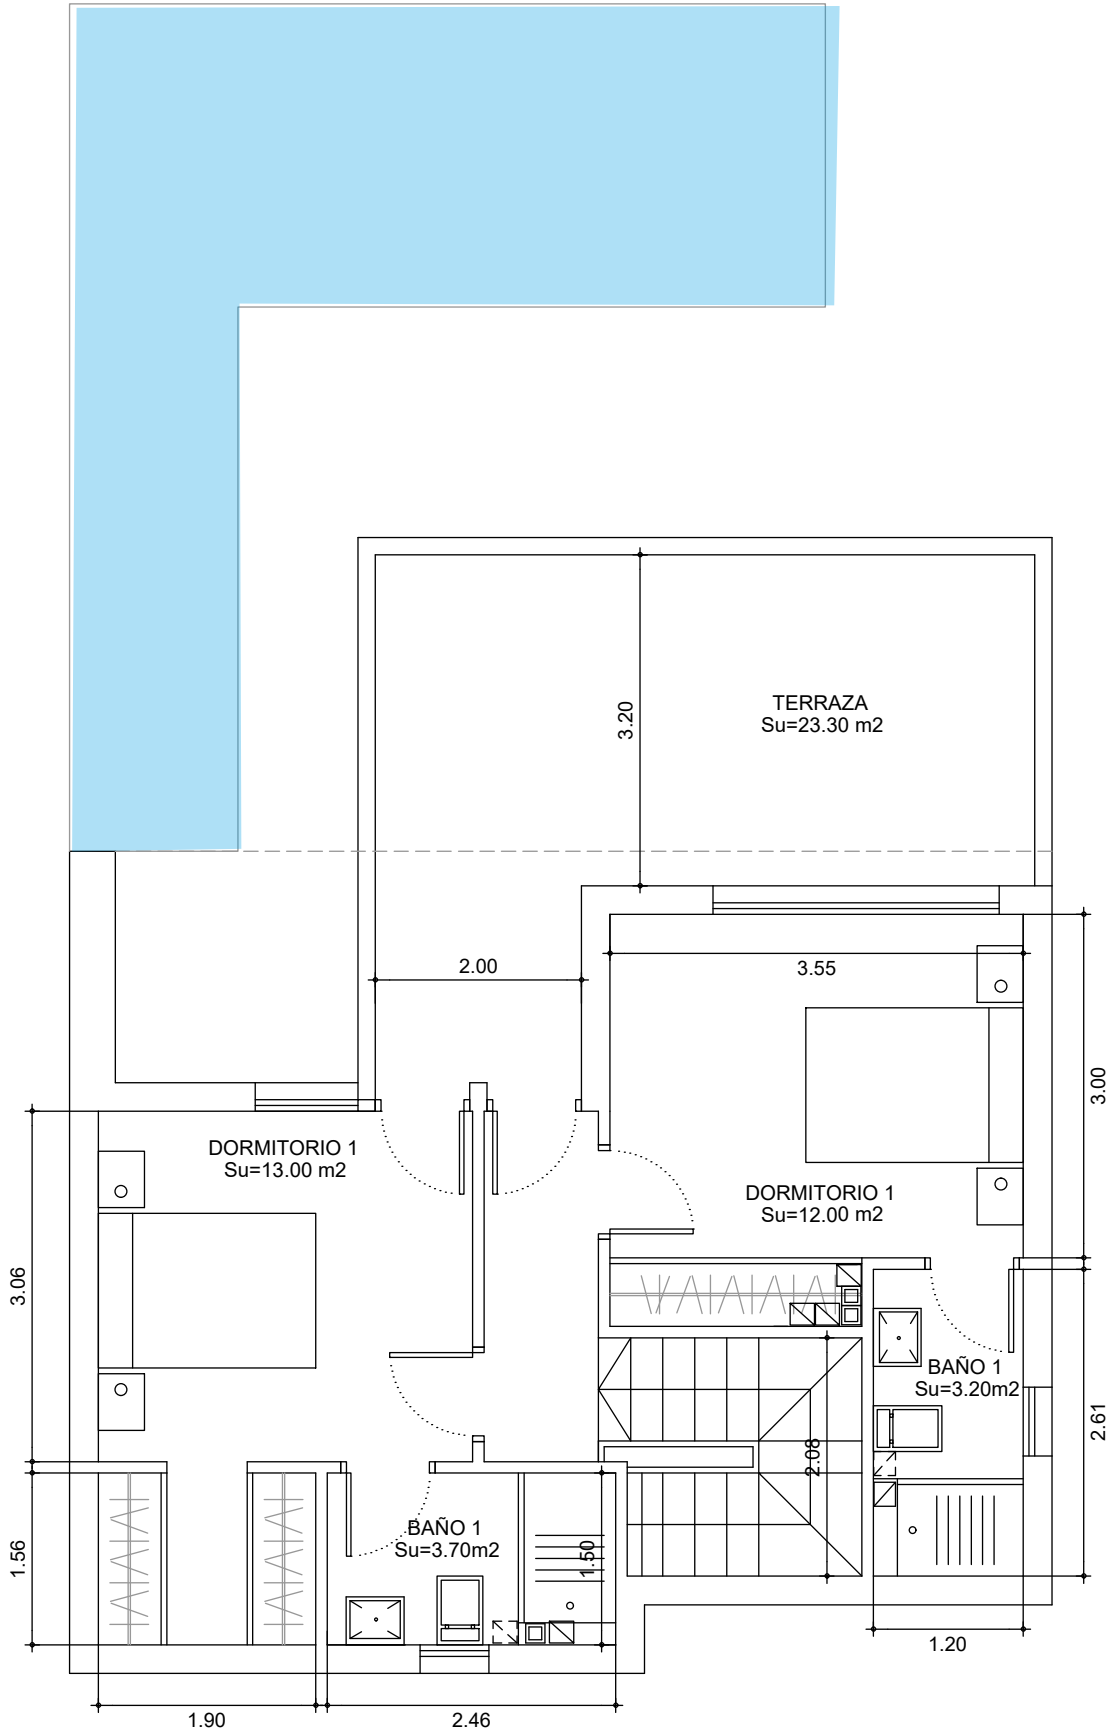 TERRAZA
Su=23.30 m2
3.20
2.00
3.55
3.00
DORMITORIO 1
Su=13.00 m2
DORMITORIO 1
Su=12.00 m2
3.06
BAÑO 1
Su=3.20m2
2.61
2.08
BAÑO 1
Su=3.70m2
1.50
1.56
1.20
1.90
2.46